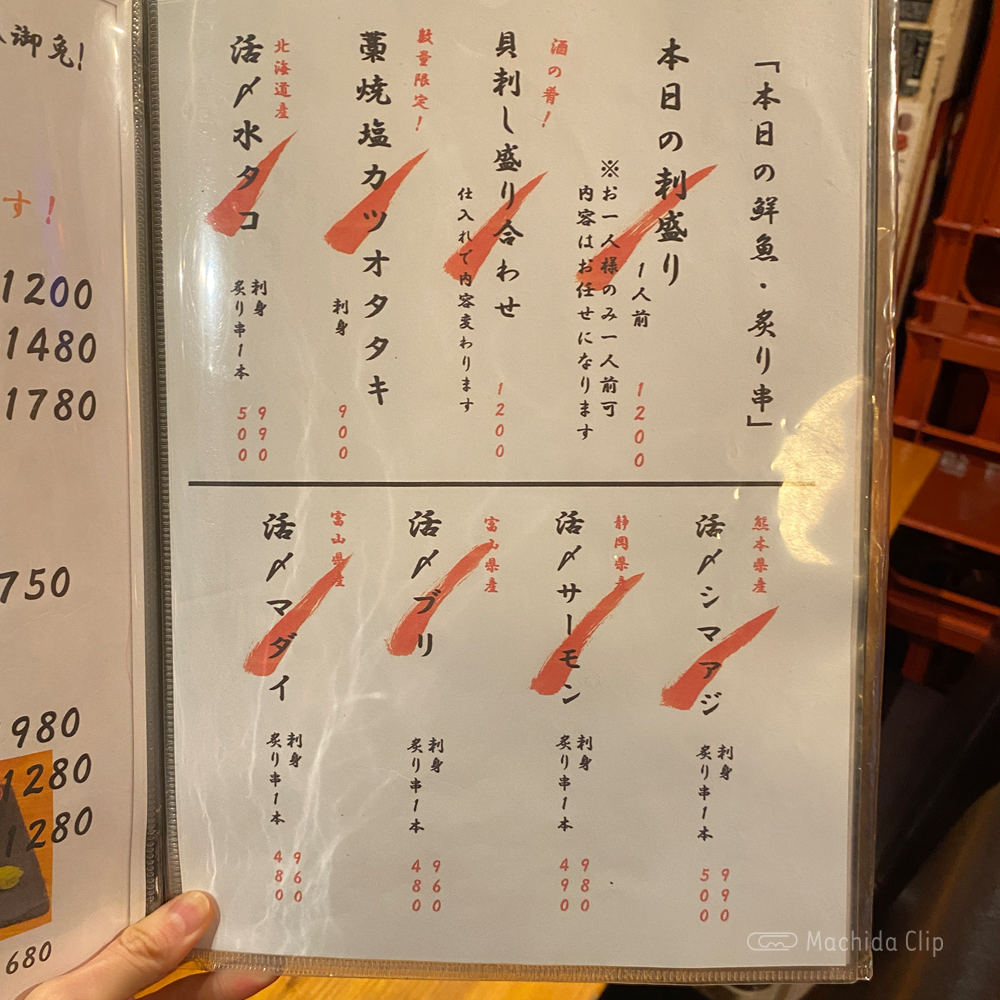 「本日の鮮魚・炙り串」
本日の刺盛り 1人前 1200
※お一人様のみ一人前可
内容はお任せになります
酒の肴!
貝刺し盛り合わせ 1200
仕入れで内容変わります
数量限定!
藁焼塩カツオタタキ
刺身 900
北海道産
活〆水タコ
刺身 990
炙り串1本 500
熊本県産
活〆シマアジ
刺身 990
炙り串1本 500
静岡県産
活〆サーモン
刺身 980
炙り串1本 490
富山県産
活〆ブリ
刺身 960
炙り串1本 480
富山県産
活〆マダイ
刺身 960
炙り串1本 480
御免!
す!
1200
1480
1780
750
980
1280
1280
680
Machida Clip